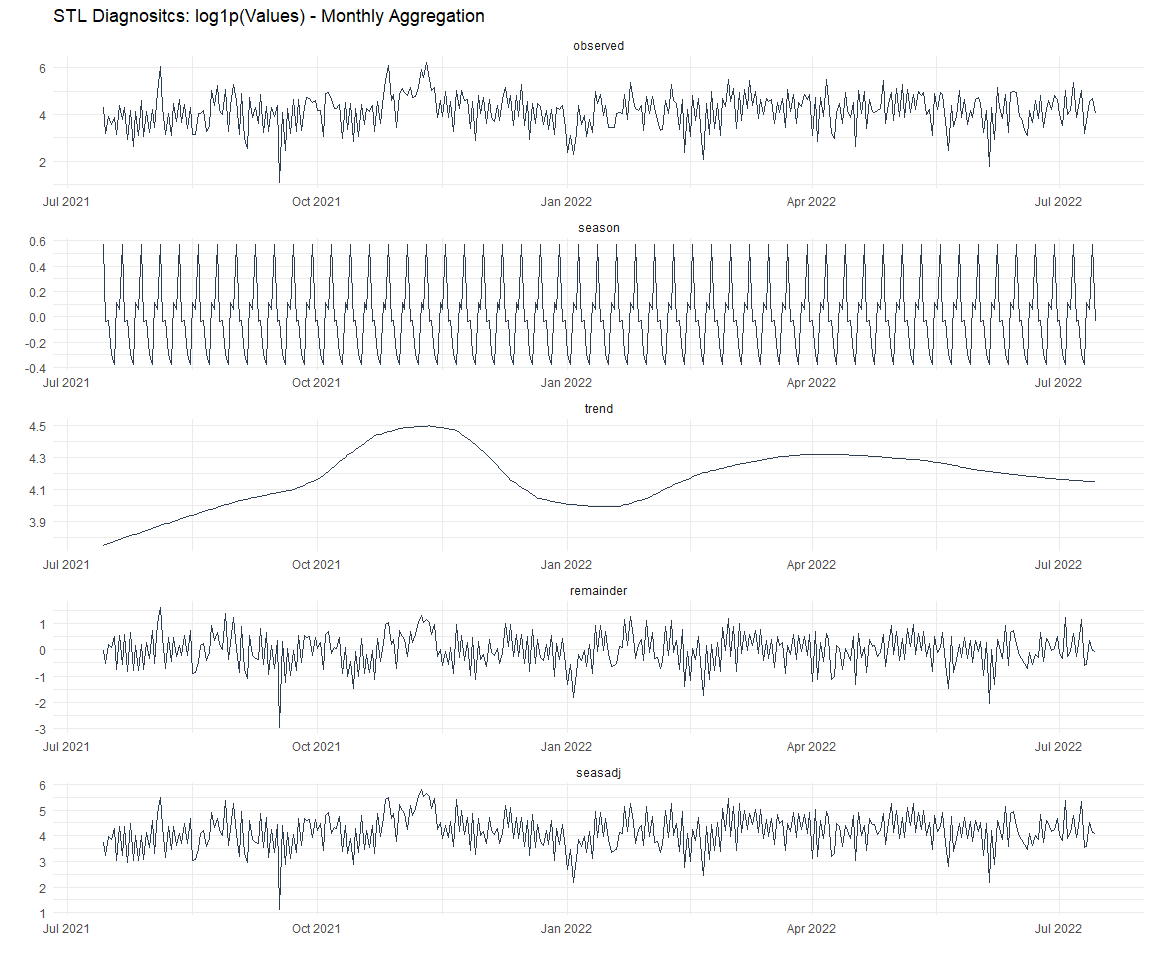 STL Diagnositcs: log1p(Values) - Monthly Aggregation
observed
6
4
2
Jul 2021 Oct 2021 Jan 2022 Apr 2022 Jul 2022
season
0.6
0.4
0.2
0.0
-0.2
-0.4
Jul 2021 Oct 2021 Jan 2022 Apr 2022 Jul 2022
trend
4.5
4.3
4.1
3.9
Jul 2021 Oct 2021 Jan 2022 Apr 2022 Jul 2022
remainder
1
0
-1
-2
-3
Jul 2021 Oct 2021 Jan 2022 Apr 2022 Jul 2022
seasadj
6
5
4
3
2
1
Jul 2021 Oct 2021 Jan 2022 Apr 2022 Jul 2022